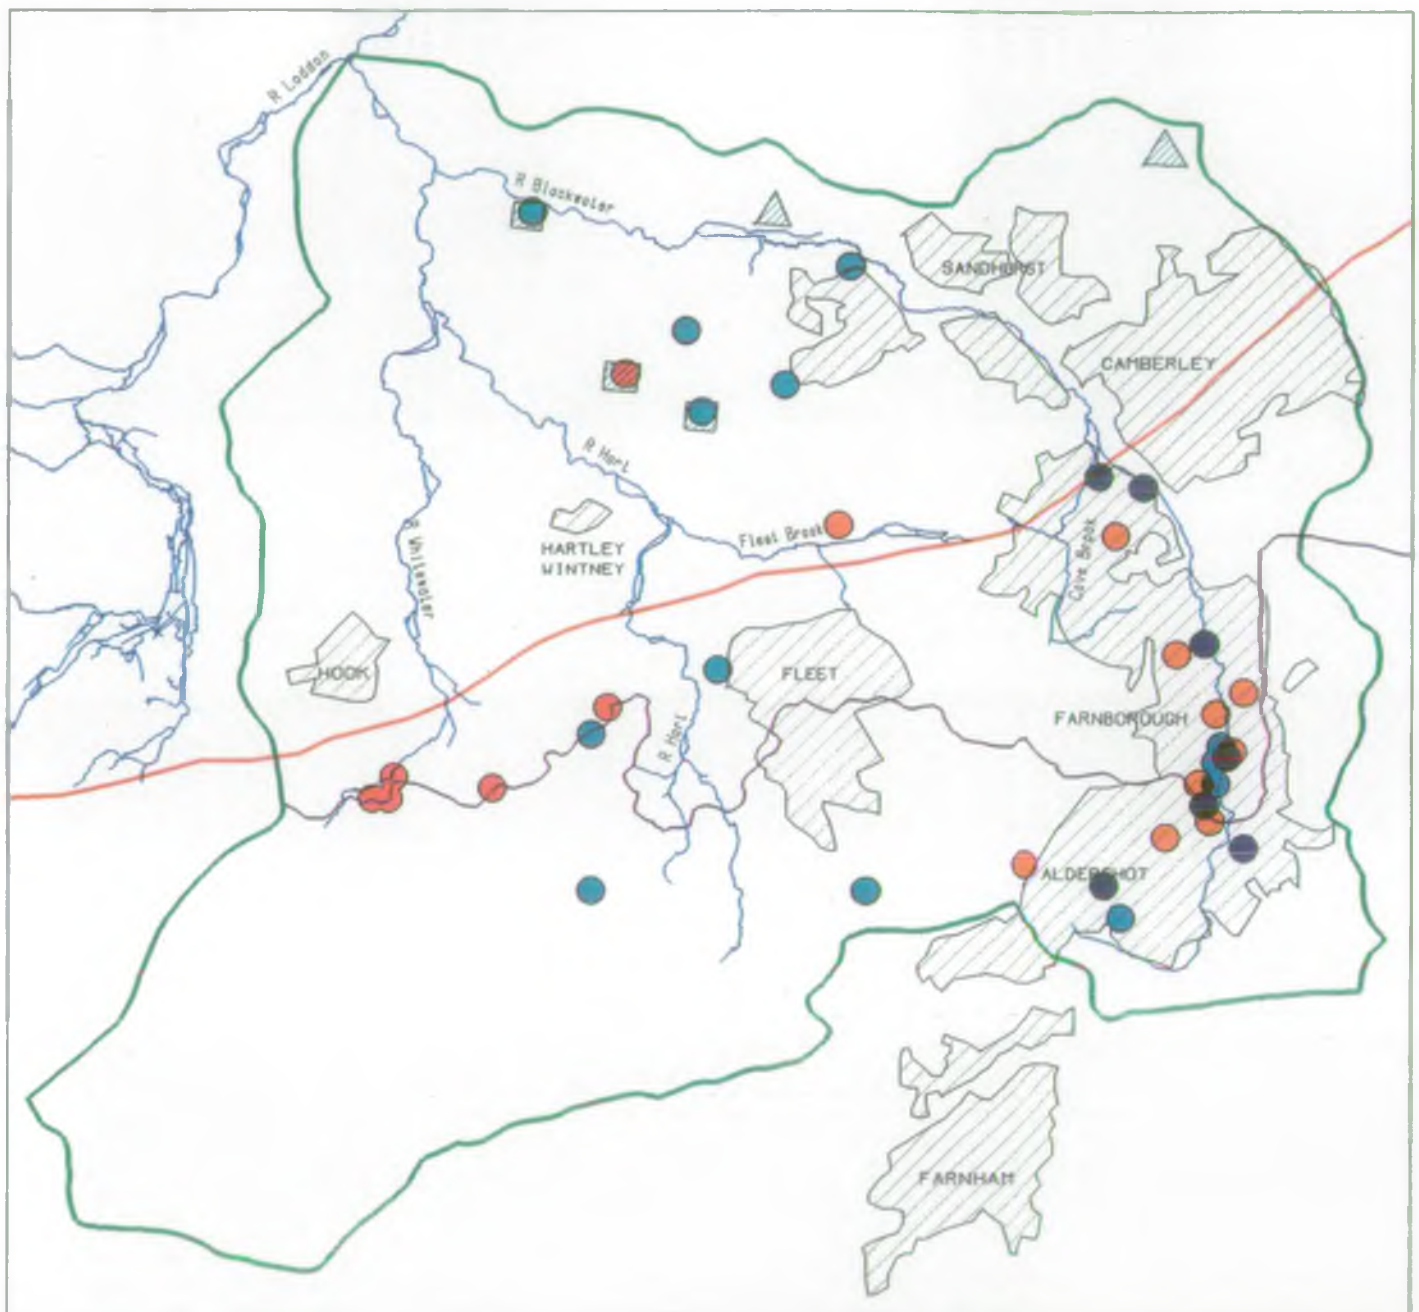 R Loddon
R Blackwater
SANDHURST
CAMBERLEY
R Hart
HARTLEY
WINTNEY
Fleet Brook
Cove Brook
R Whitewater
HOOK
FLEET
FARNBOROUGH
R Hart
ALDERSHOT
FARNHAM